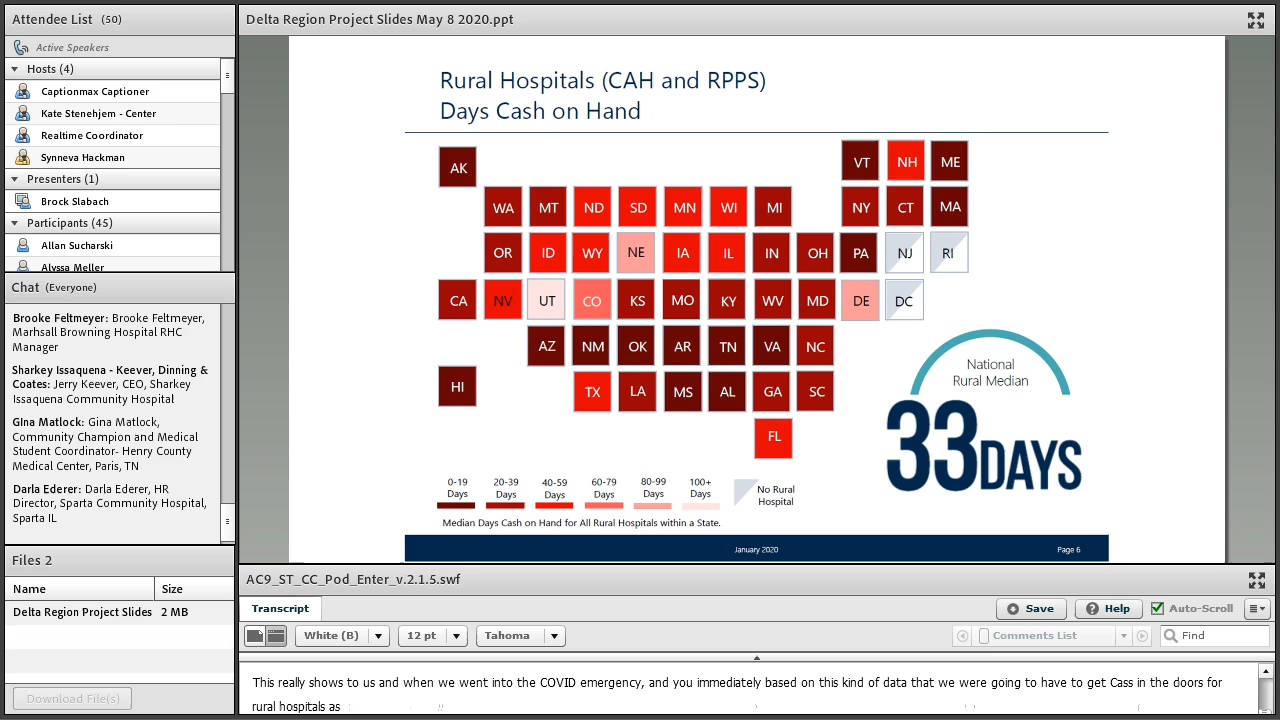 Attendee List (50)
Active Speakers
Hosts (4)
Captionmax Captioner
Kate Stenehjem - Center
Realtime Coordinator
Synneva Hackman
Presenters (1)
Brock Slabach
Participants (45)
Allan Sucharski
Alyssa Meller
Chat (Everyone)
Brooke Feltmeyer: Brooke Feltmeyer,
Marhsall Browning Hospital RHC
Manager
Sharkey Issaquena - Keever, Dinning &
Coates: Jerry Keever, CEO, Sharkey
Issaquena Community Hospital
Gina Matlock: Gina Matlock,
Community Champion and Medical
Student Coordinator- Henry County
Medical Center, Paris, TN
Darla Ederer: Darla Ederer, HR
Director, Sparta Community Hospital,
Sparta IL
Files 2
Name Size
Delta Region Project Slides 2 MB
Download File(s)
Delta Region Project Slides May 8 2020.ppt
Rural Hospitals (CAH and RPPS)
Days Cash on Hand
AK VT NH ME
WA MT ND SD MN WI MI NY CT MA
OR ID WY NE IA IL IN OH PA NJ RI
CA NV UT CO KS MO KY WV MD DE DC
AZ NM OK AR TN VA NC
HI TX LA MS AL GA SC
FL
National
Rural Median
33 DAYS
0-19 20-39 40-59 60-79 80-99 100+
Days Days Days Days Days Days
No Rural
Hospital
Median Days Cash on Hand for All Rural Hospitals within a State.
January 2020 Page 6
AC9_ST_CC_Pod_Enter_v.2.1.5.swf
Transcript Save ? Help Auto-Scroll
White (B) 12 pt Tahoma Comments List Find
This really shows to us and when we went into the COVID emergency, and you immediately based on this kind of data that we were going to have to get Cass in the doors for
rural hospitals as